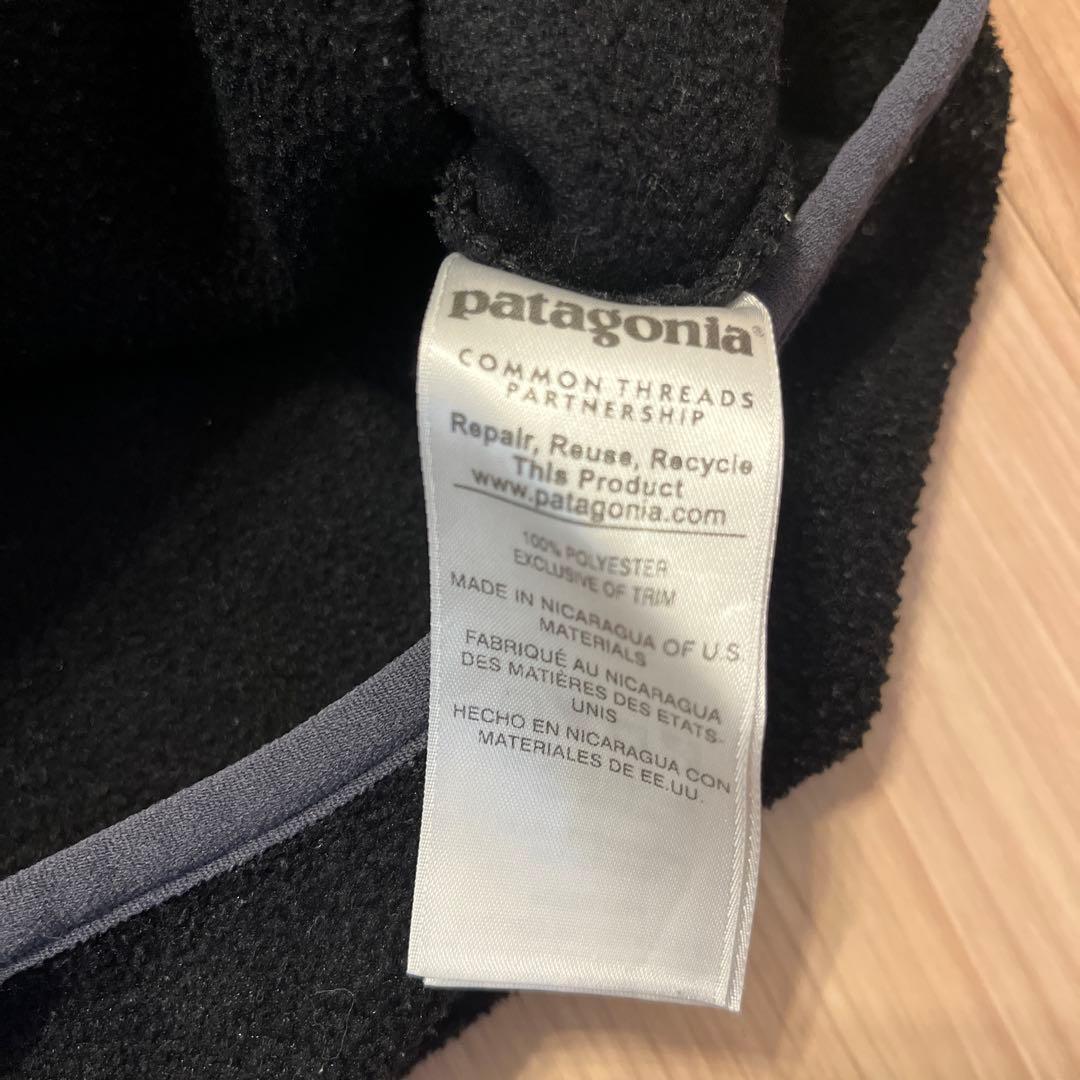 patagonia®
COMMON THREADS
PARTNERSHIP
Repair, Reuse, Recycle
This Product
www.patagonia.com
100% POLYESTER
EXCLUSIVE OF TRIM
MADE IN NICARAGUA OF U.S.
MATERIALS
FABRIQUÉ AU NICARAGUA
DES MATIÈRES DES ETATS-
UNIS
HECHO EN NICARAGUA CON
MATERIALES DE EE.UU.